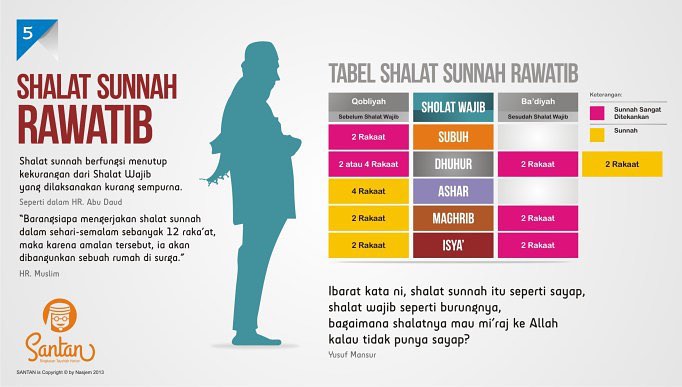 5
SHALAT SUNNAH
RAWATIB
Shalat sunnah berfungsi menutup
kekurangan dari Shalat Wajib
yang dilaksanakan kurang sempurna.
Seperti dalam HR. Abu Daud
“Barangsiapa mengerjakan shalat sunnah
dalam sehari-semalam sebanyak 12 raka’at,
maka karena amalan tersebut, ia akan
dibangunkan sebuah rumah di surga.”
HR. Muslim
Santan
SANTAN is Copyright © by Nasjem 2013
TABEL SHALAT SUNNAH RAWATIB
Qobliyah SHOLAT WAJIB Ba’diyah
Sebelum Shalat Wajib Sesudah Shalat Wajib
2 Rakaat SUBUH
2 atau 4 Rakaat DHUHUR 2 Rakaat 2 Rakaat
4 Rakaat ASHAR
2 Rakaat MAGHRIB 2 Rakaat
2 Rakaat ISYA’ 2 Rakaat
Keterangan:
Sunnah Sangat
Ditekankan
Sunnah
Ibarat kata ni, shalat sunnah itu seperti sayap,
shalat wajib seperti burungnya,
bagaimana shalatnya mau mi’raj ke Allah
kalau tidak punya sayap?
Yusuf Mansur